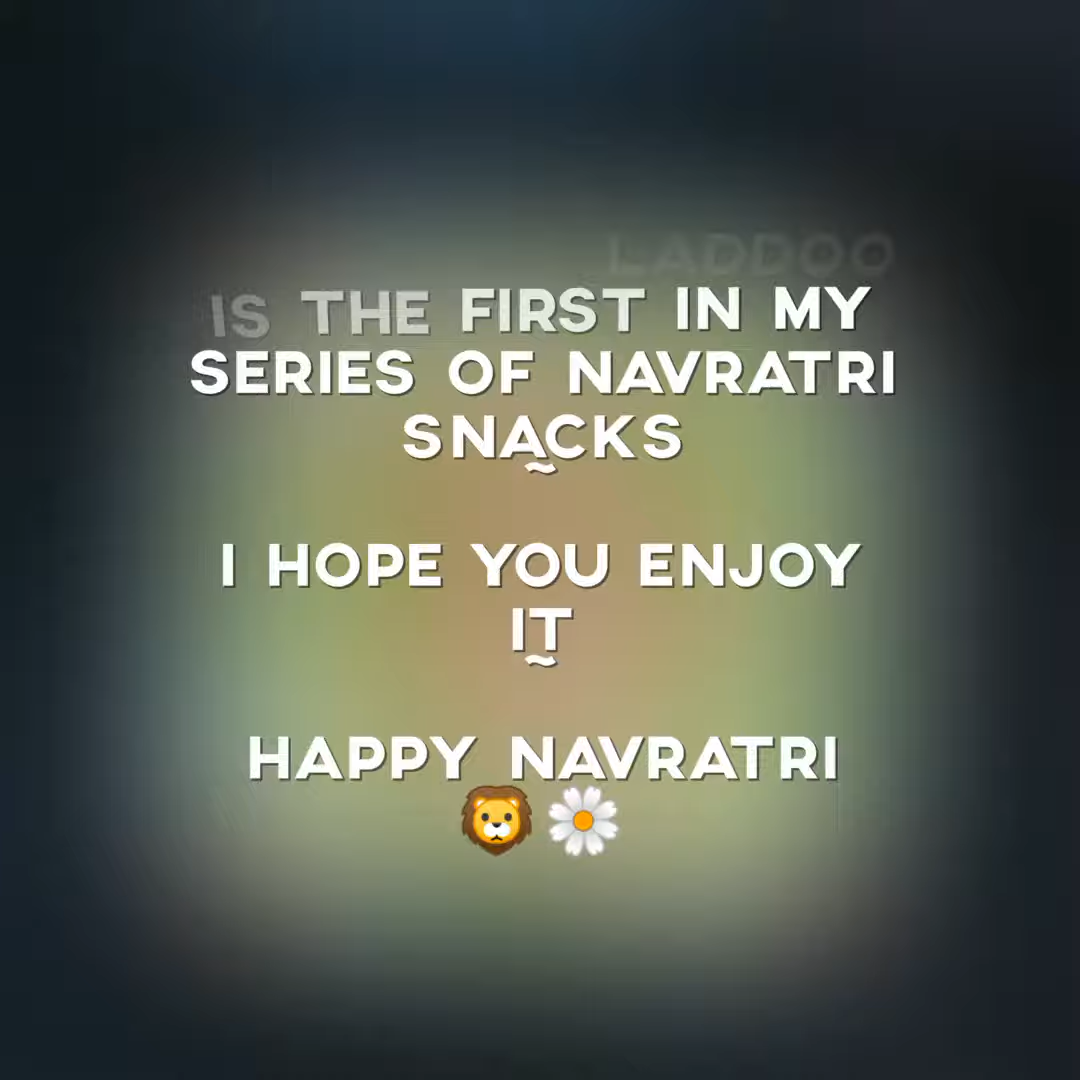 LADDOO
IS THE FIRST IN MY
SERIES OF NAVRATRI
SNACKS
~
I HOPE YOU ENJOY
IT
~
HAPPY NAVRATRI
🦁 🌼